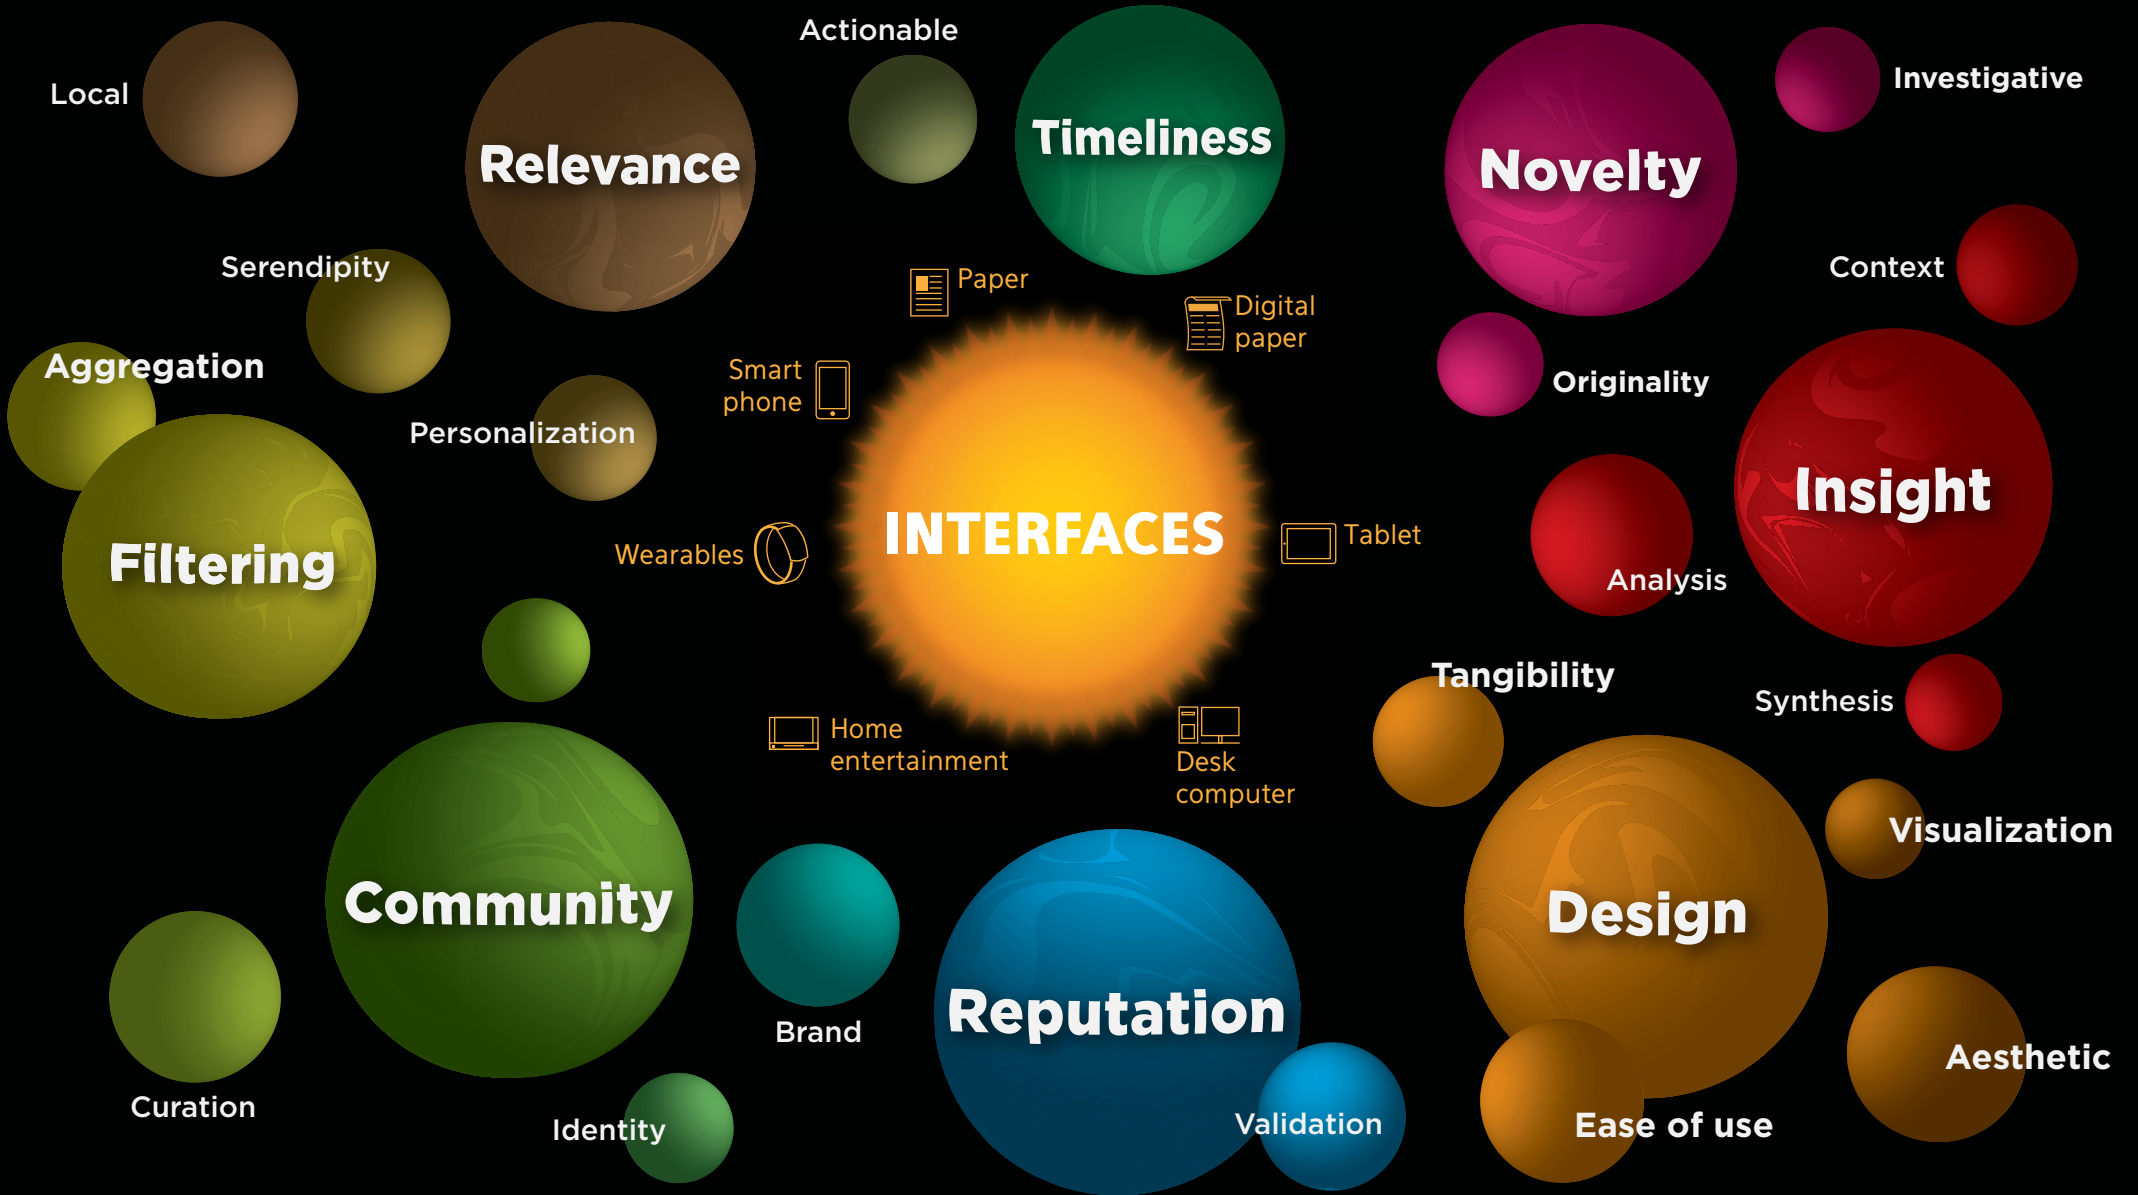 Actionable
Local
Relevance
Timeliness
Novelty
Investigative
Serendipity
Paper
Digital
paper
Context
Aggregation
Smart
phone
Originality
Personalization
Filtering
Wearables
INTERFACES
Tablet
Insight
Analysis
Tangibility
Synthesis
Home
entertainment
Desk
computer
Visualization
Community
Design
Brand
Reputation
Aesthetic
Curation
Identity
Validation
Ease of use